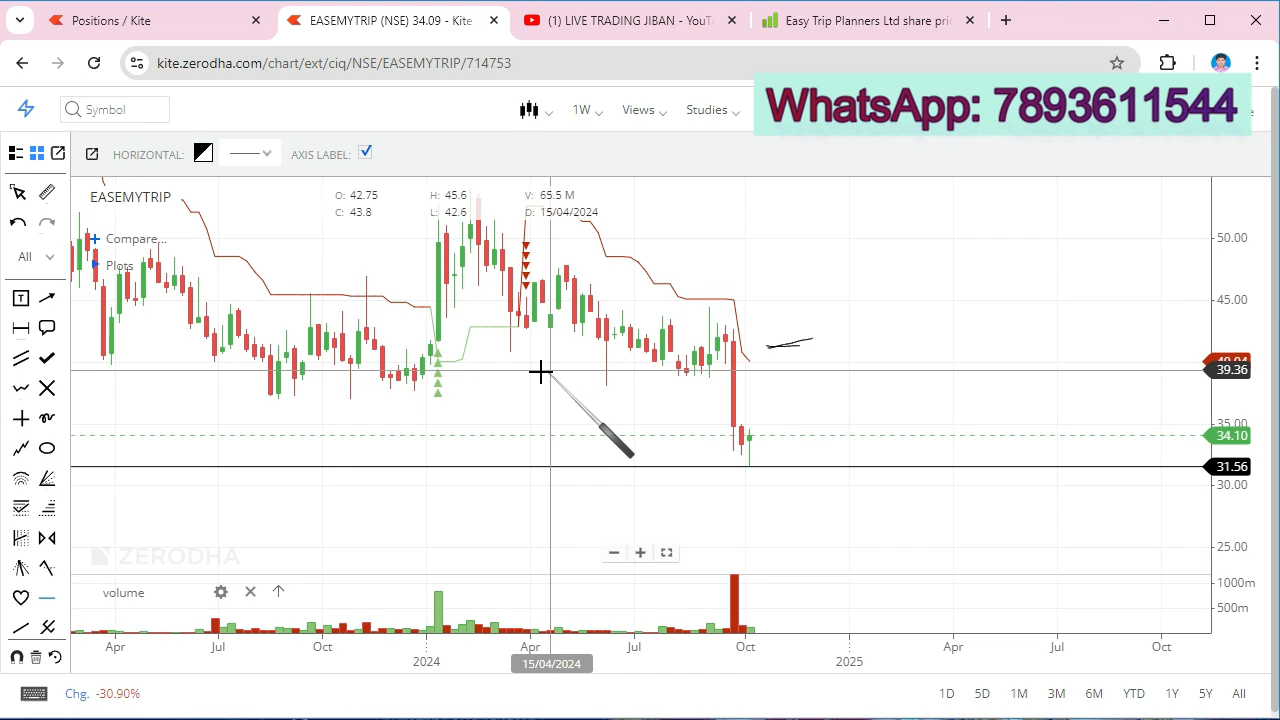 Positions / Kite
EASEMYTRIP (NSE) 34.09 - Kite
(1) LIVE TRADING JIBAN - YouT
Easy Trip Planners Ltd share pric
kite.zerodha.com/chart/ext/ciq/NSE/EASEMYTRIP/714753
WhatsApp: 7893611544
Symbol
1W
Views
Studies
HORIZONTAL:
AXIS LABEL:
EASEMYTRIP
O: 42.75
H: 45.6
V: 65.5 M
C: 43.8
L: 42.6
D: 15/04/2024
Compare...
All
Plots
50.00
45.00
39.36
35.00
34.10
31.56
30.00
25.00
ZERODHA
volume
1000m
500m
Apr
Jul
Oct
2024
Apr
Jul
Oct
2025
Apr
Jul
Oct
15/04/2024
Chg. -30.90%
1D
5D
1M
3M
6M
YTD
1Y
5Y
All